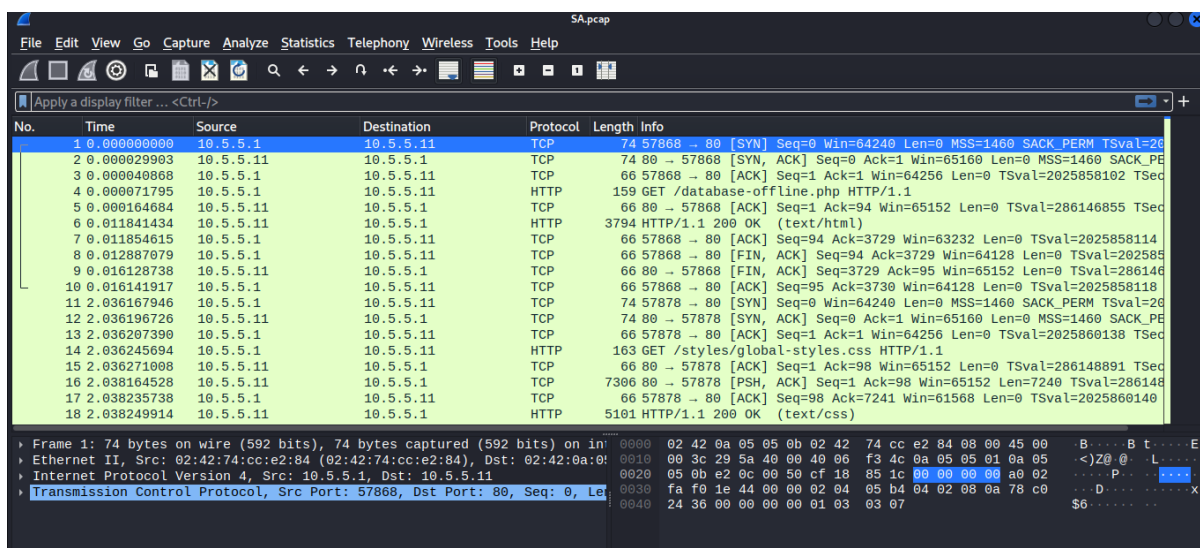 SA.pcap
File Edit View Go Capture Analyze Statistics Telephony Wireless Tools Help
Apply a display filter ... <Ctrl-/>
No. Time Source Destination Protocol Length Info
1 0.000000000 10.5.5.1 10.5.5.11 TCP 74 57868 → 80 [SYN] Seq=0 Win=64240 Len=0 MSS=1460 SACK_PERM TSval=20
2 0.000029903 10.5.5.11 10.5.5.1 TCP 74 80 → 57868 [SYN, ACK] Seq=0 Ack=1 Win=65160 Len=0 MSS=1460 SACK_PE
3 0.000040868 10.5.5.1 10.5.5.11 TCP 66 57868 → 80 [ACK] Seq=1 Ack=1 Win=64256 Len=0 TSval=2025858102 TSec
4 0.000071795 10.5.5.1 10.5.5.11 HTTP 159 GET /database-offline.php HTTP/1.1
5 0.000164684 10.5.5.11 10.5.5.1 TCP 66 80 → 57868 [ACK] Seq=1 Ack=94 Win=65152 Len=0 TSval=286146855 TSec
6 0.011841434 10.5.5.11 10.5.5.1 HTTP 3794 HTTP/1.1 200 OK (text/html)
7 0.011854615 10.5.5.1 10.5.5.11 TCP 66 57868 → 80 [ACK] Seq=94 Ack=3729 Win=63232 Len=0 TSval=2025858114
8 0.012887079 10.5.5.1 10.5.5.11 TCP 66 57868 → 80 [FIN, ACK] Seq=94 Ack=3729 Win=64128 Len=0 TSval=202585
9 0.016128738 10.5.5.11 10.5.5.1 TCP 66 80 → 57868 [FIN, ACK] Seq=3729 Ack=95 Win=65152 Len=0 TSval=286146
10 0.016141917 10.5.5.1 10.5.5.11 TCP 66 57868 → 80 [ACK] Seq=95 Ack=3730 Win=64128 Len=0 TSval=2025858118
11 2.036167946 10.5.5.1 10.5.5.11 TCP 74 57878 → 80 [SYN] Seq=0 Win=64240 Len=0 MSS=1460 SACK_PERM TSval=20
12 2.036196726 10.5.5.11 10.5.5.1 TCP 74 80 → 57878 [SYN, ACK] Seq=0 Ack=1 Win=65160 Len=0 MSS=1460 SACK_PE
13 2.036207390 10.5.5.1 10.5.5.11 TCP 66 57878 → 80 [ACK] Seq=1 Ack=1 Win=64256 Len=0 TSval=2025860138 TSec
14 2.036245694 10.5.5.1 10.5.5.11 HTTP 163 GET /styles/global-styles.css HTTP/1.1
15 2.036271008 10.5.5.11 10.5.5.1 TCP 66 80 → 57878 [ACK] Seq=1 Ack=98 Win=65152 Len=0 TSval=286148891 TSec
16 2.038164528 10.5.5.11 10.5.5.1 TCP 7306 80 → 57878 [PSH, ACK] Seq=1 Ack=98 Win=65152 Len=7240 TSval=286148
17 2.038235738 10.5.5.1 10.5.5.11 TCP 66 57878 → 80 [ACK] Seq=98 Ack=7241 Win=61568 Len=0 TSval=2025860140
18 2.038249914 10.5.5.11 10.5.5.1 HTTP 5101 HTTP/1.1 200 OK (text/css)
Frame 1: 74 bytes on wire (592 bits), 74 bytes captured (592 bits) on in
Ethernet II, Src: 02:42:74:cc:e2:84 (02:42:74:cc:e2:84), Dst: 02:42:0a:0
Internet Protocol Version 4, Src: 10.5.5.1, Dst: 10.5.5.11
Transmission Control Protocol, Src Port: 57868, Dst Port: 80, Seq: 0, Le
0000 02 42 0a 05 05 0b 02 42 74 cc e2 84 08 00 45 00 ·B·····B t·····E
0010 00 3c 29 5a 40 00 40 06 f3 4c 0a 05 05 01 0a 05 ·<)Z@·@· ·L·····
0020 05 0b e2 0c 00 50 cf 18 85 1c 00 00 00 00 a0 02 ·····P·· ·······
0030 fa f0 1e 44 00 00 02 04 05 b4 04 02 08 0a 78 c0 ···D···· ······x
0040 24 36 00 00 00 00 01 03 03 07 $6······ ··